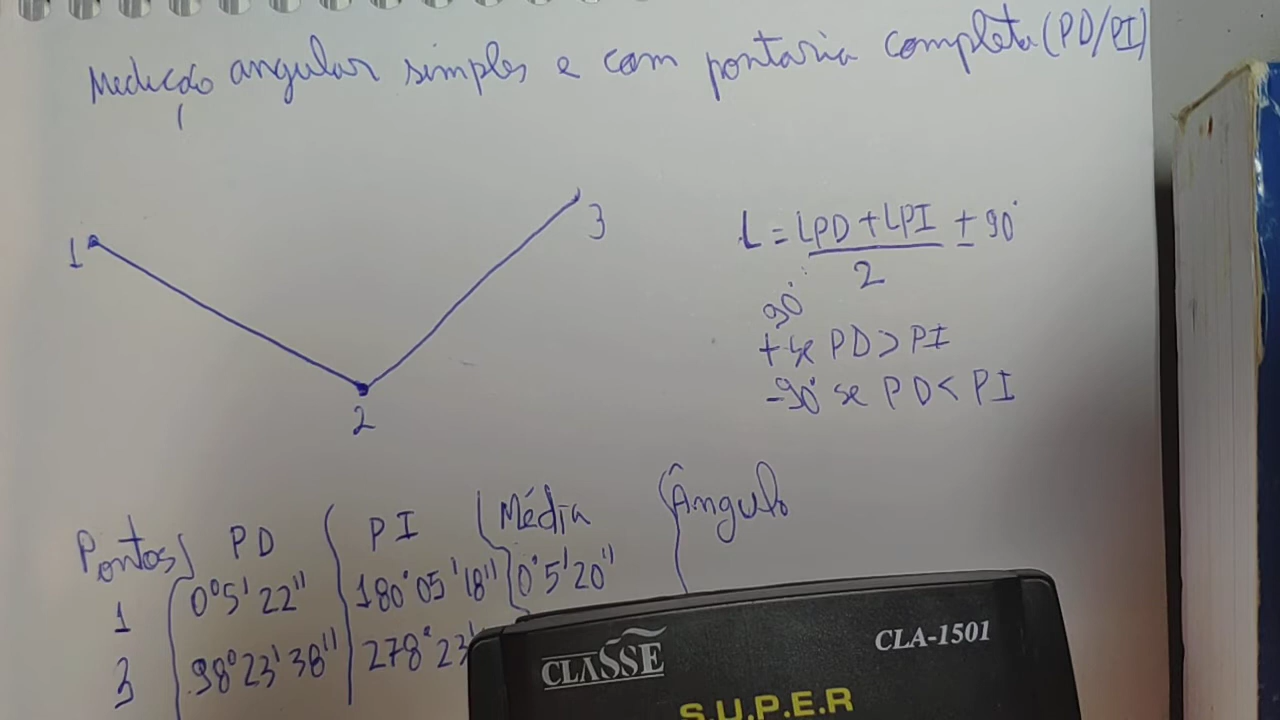 Medição angular simples e com pontaria completa (PD/PI)
1
3
2
L = LPD + LPI ± 90°
2
90°
+ se PD > PI
-90° se PD < PI
Pontos PD PI Média Ângulo
1 0°5'22" 180°05'18" 0°5'20"
3 98°23'38" 278°23'
CLASSE CLA-1501
S.U.P.E.R